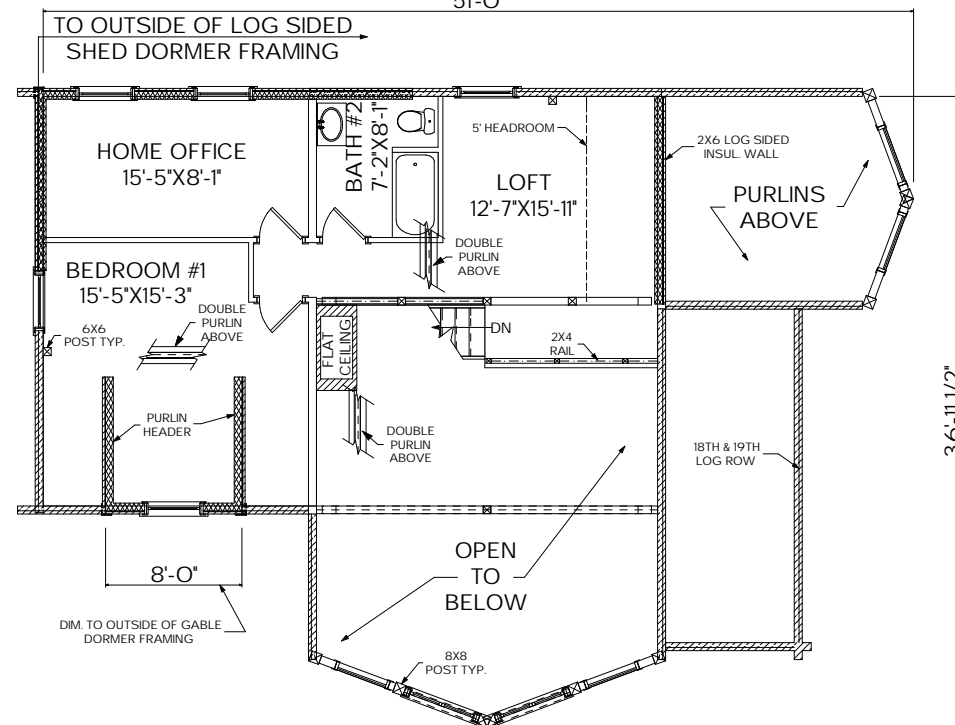 51'-0"
TO OUTSIDE OF LOG SIDED
SHED DORMER FRAMING
HOME OFFICE
15'-5"X8'-1"
BATH #2
7'-2"X8'-1"
5' HEADROOM
LOFT
12'-7"X15'-11"
2X6 LOG SIDED
INSUL. WALL
PURLINS
ABOVE
BEDROOM #1
15'-5"X15'-3"
DOUBLE
PURLIN
ABOVE
DOUBLE
PURLIN
ABOVE
6X6
POST TYP.
FLAT
CEILING
DN
2X4
RAIL
36'-11 1/2"
PURLIN
HEADER
DOUBLE
PURLIN
ABOVE
18TH & 19TH
LOG ROW
8'-0"
OPEN
TO
BELOW
DIM. TO OUTSIDE OF GABLE
DORMER FRAMING
8X8
POST TYP.